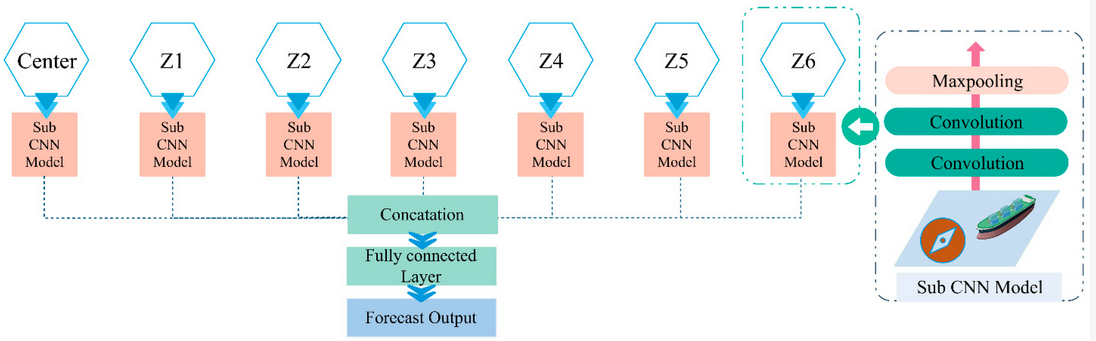 Center
Z1
Z2
Z3
Z4
Z5
Z6
Sub
CNN
Model
Sub
CNN
Model
Sub
CNN
Model
Sub
CNN
Model
Sub
CNN
Model
Sub
CNN
Model
Sub
CNN
Model
Concatation
Fully connected
Layer
Forecast Output
Maxpooling
Convolution
Convolution
Sub CNN Model